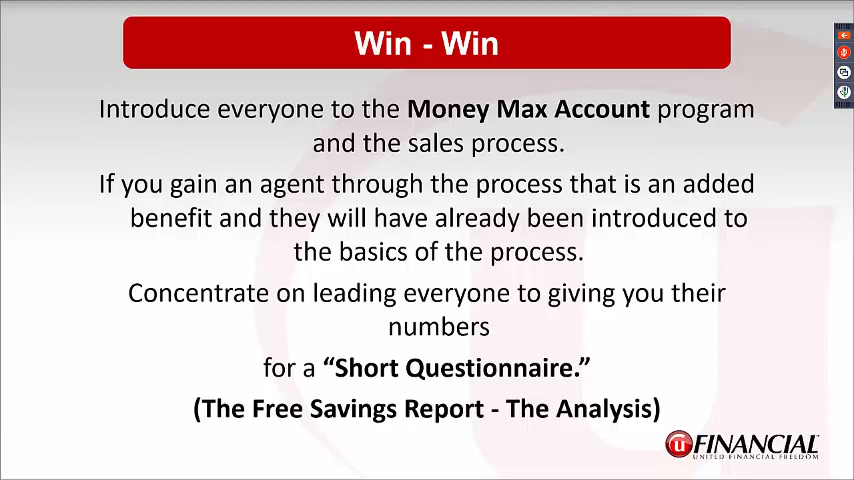 Win - Win
Introduce everyone to the Money Max Account program
and the sales process.
If you gain an agent through the process that is an added
benefit and they will have already been introduced to
the basics of the process.
Concentrate on leading everyone to giving you their
numbers
for a “Short Questionnaire.”
(The Free Savings Report - The Analysis)
u FINANCIAL
UNITED FINANCIAL FREEDOM